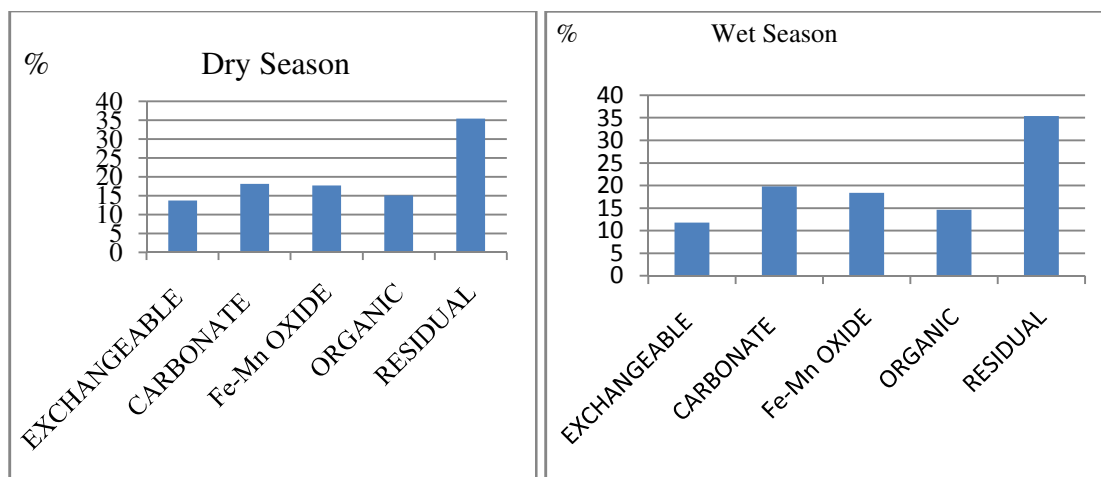 % Dry Season
40
35
30
25
20
15
10
5
0
EXCHANGEABLE
CARBONATE
Fe-Mn OXIDE
ORGANIC
RESIDUAL
% Wet Season
40
35
30
25
20
15
10
5
0
EXCHANGEABLE
CARBONATE
Fe-Mn OXIDE
ORGANIC
RESIDUAL